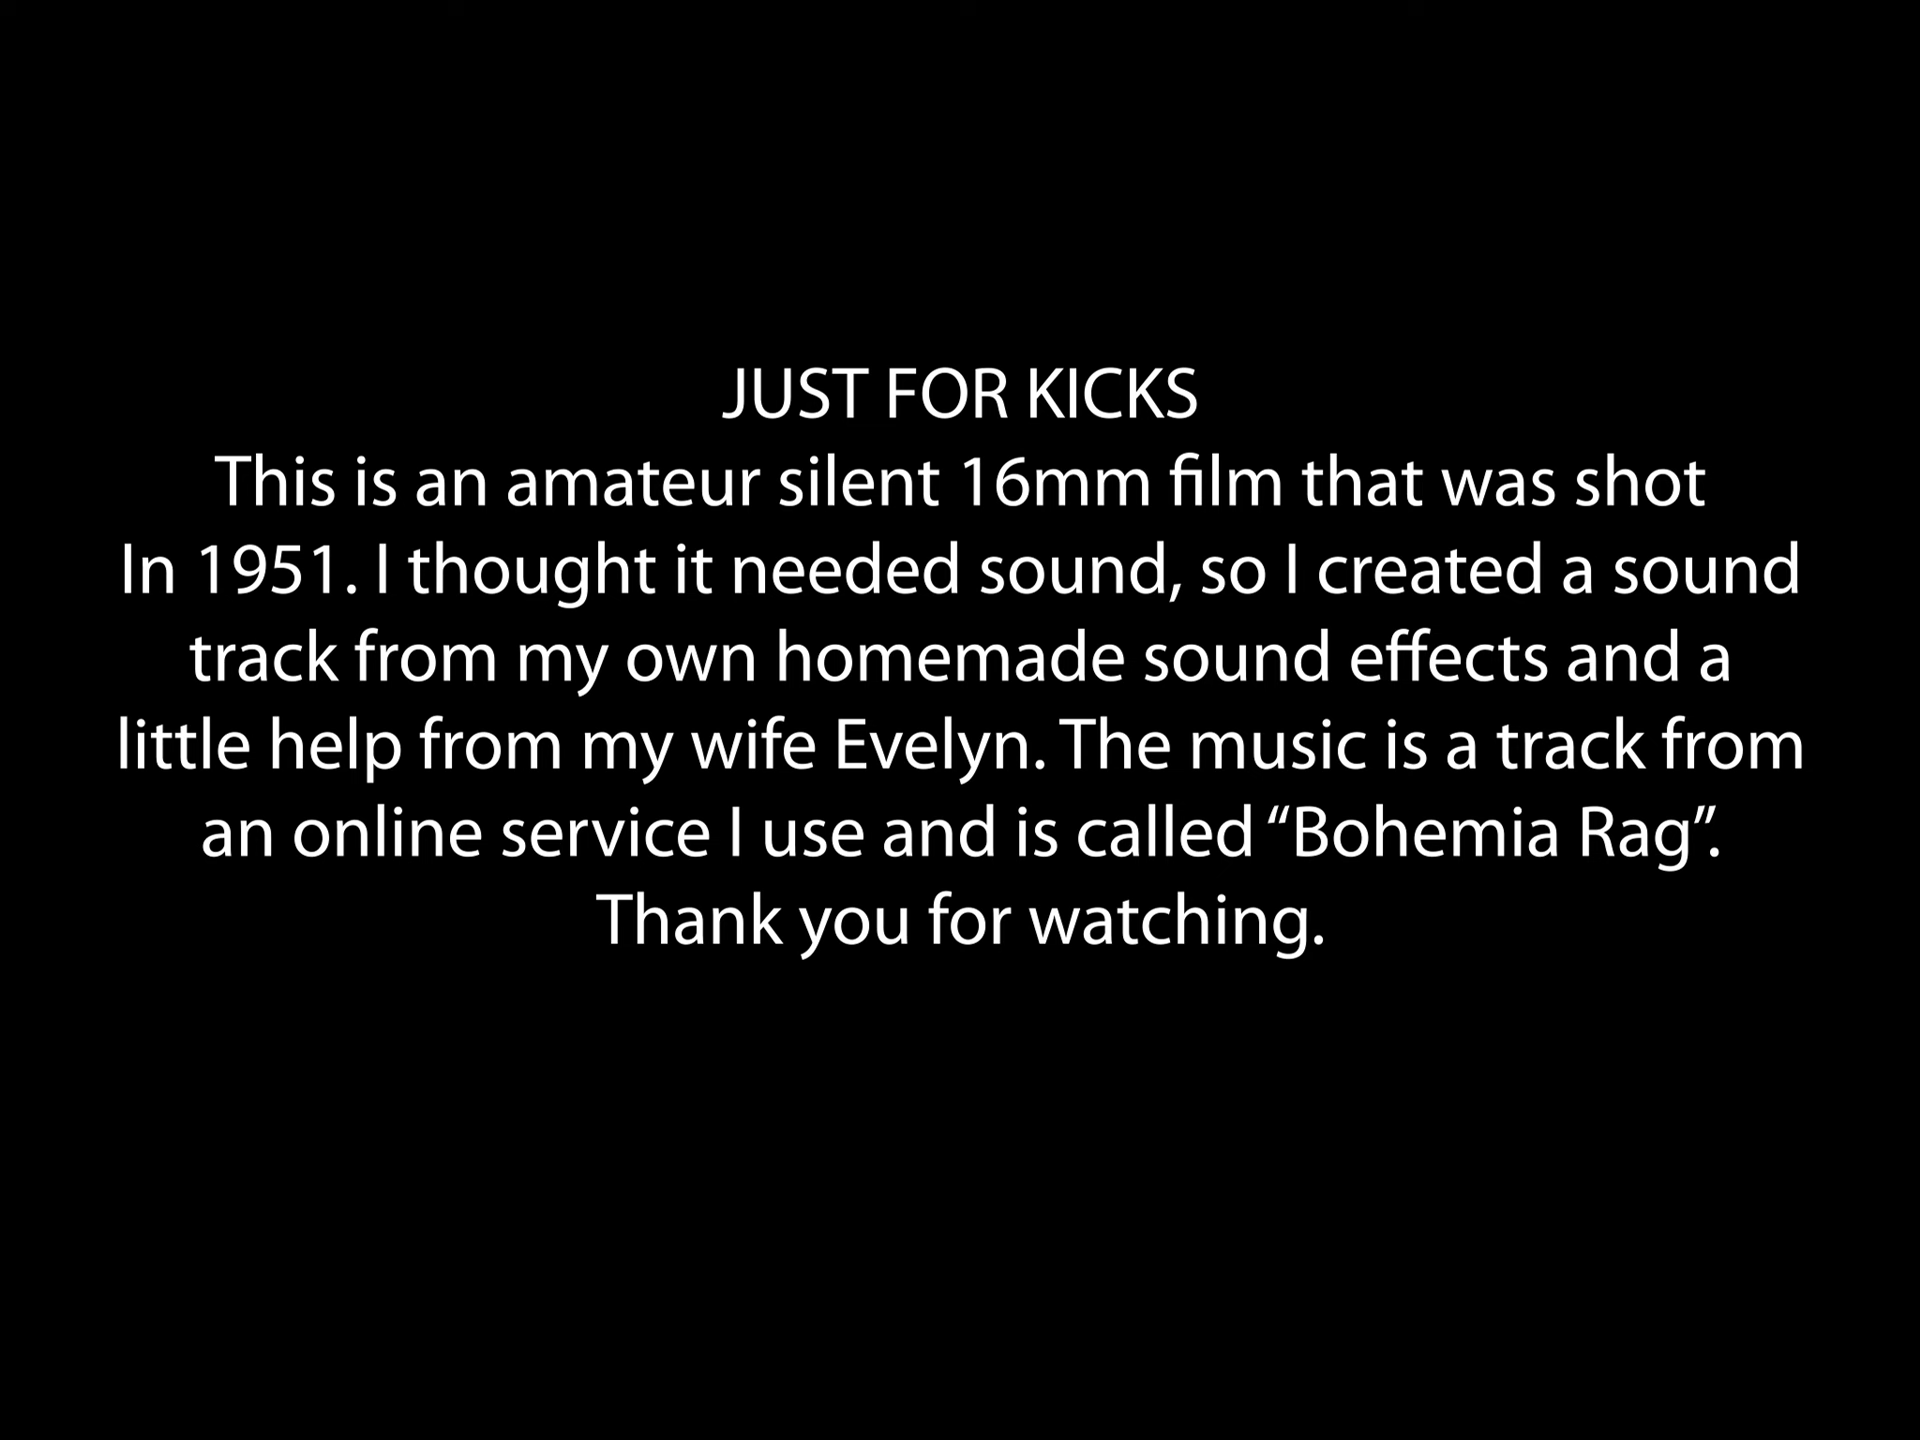 JUST FOR KICKS
This is an amateur silent 16mm film that was shot
In 1951. I thought it needed sound, so I created a sound
track from my own homemade sound effects and a
little help from my wife Evelyn. The music is a track from
an online service I use and is called “Bohemia Rag”.
Thank you for watching.